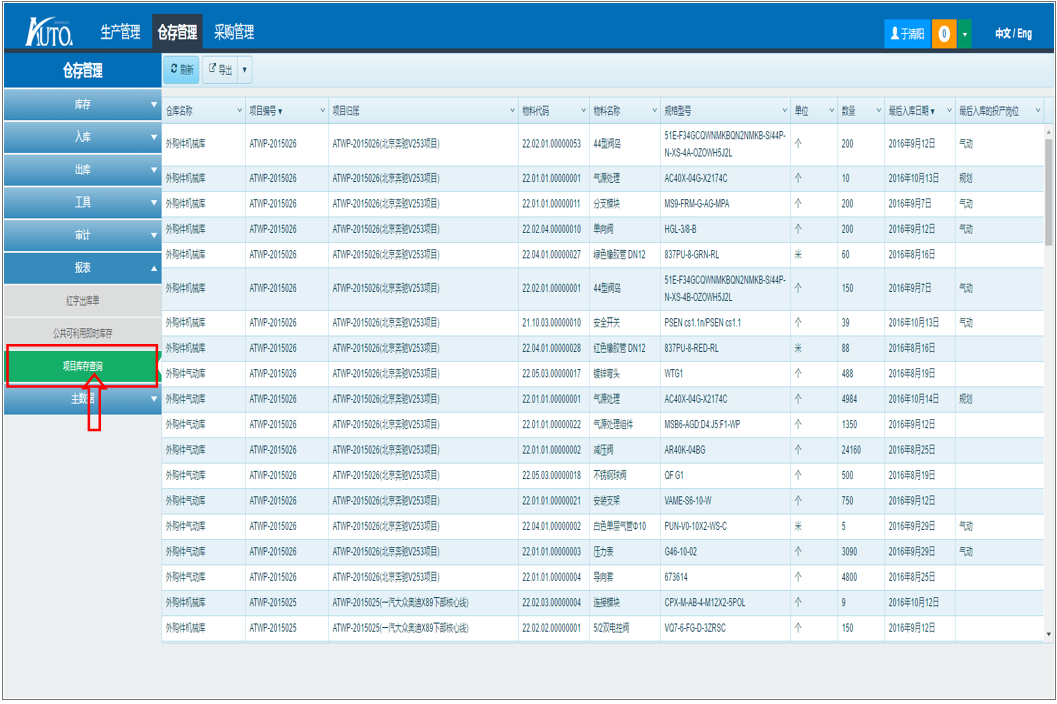 AUTO
生产管理 仓存管理 采购管理
于洧阳 0 中文 / Eng
仓存管理
刷新 导出
库存
入库
出库
工具
审计
报表
红字出库单
公共可利用即时库存
项目库存查询
主数据
仓库名称 项目编号 项目归属 物料代码 物料名称 规格型号 单位 数量 最后入库日期 最后入库的投产岗位
外购件机械库 ATWP-2015026 ATWP-2015026(北京奔驰V253项目) 22.02.01.00000053 44型阀岛 51E-F34GCQWNMKBQN2NMKB-S/44P-
N-XS-4A-OZOWH5J2L 个 200 2016年9月12日 气动
外购件机械库 ATWP-2015026 ATWP-2015026(北京奔驰V253项目) 22.01.01.00000001 气源处理 AC40X-04G-X2174C 个 10 2016年10月13日 规划
外购件机械库 ATWP-2015026 ATWP-2015026(北京奔驰V253项目) 22.01.01.00000011 分支模块 MS9-FRM-G-AG-MPA 个 200 2016年9月7日 气动
外购件机械库 ATWP-2015026 ATWP-2015026(北京奔驰V253项目) 22.02.04.00000010 单向阀 HGL-3/8-B 个 200 2016年9月12日 气动
外购件机械库 ATWP-2015026 ATWP-2015026(北京奔驰V253项目) 22.04.01.00000027 绿色橡胶管 DN12 837PU-8-GRN-RL 米 60 2016年8月16日
外购件机械库 ATWP-2015026 ATWP-2015026(北京奔驰V253项目) 22.02.01.00000001 44型阀岛 51E-F34GCQWNMKBQN2NMKB-S/44P-
N-XS-4B-OZOWH5J2L 个 150 2016年9月7日 气动
外购件机械库 ATWP-2015026 ATWP-2015026(北京奔驰V253项目) 21.10.03.00000010 安全开关 PSEN cs1.1n/PSEN cs1.1 个 39 2016年10月13日 气动
外购件机械库 ATWP-2015026 ATWP-2015026(北京奔驰V253项目) 22.04.01.00000028 红色橡胶管 DN12 837PU-8-RED-RL 米 88 2016年8月16日
外购件气动库 ATWP-2015026 ATWP-2015026(北京奔驰V253项目) 22.05.03.00000017 镀锌弯头 WTG1 个 488 2016年8月19日
外购件气动库 ATWP-2015026 ATWP-2015026(北京奔驰V253项目) 22.01.01.00000001 气源处理 AC40X-04G-X2174C 个 4984 2016年10月14日 规划
外购件气动库 ATWP-2015026 ATWP-2015026(北京奔驰V253项目) 22.01.01.00000022 气源处理组件 MSB6-AGD:D4:J5:F1-WP 个 1350 2016年9月12日
外购件气动库 ATWP-2015026 ATWP-2015026(北京奔驰V253项目) 22.01.01.00000002 减压阀 AR40K-04BG 个 24160 2016年8月25日
外购件气动库 ATWP-2015026 ATWP-2015026(北京奔驰V253项目) 22.05.03.00000018 不锈钢球阀 QF G1 个 500 2016年8月19日
外购件气动库 ATWP-2015026 ATWP-2015026(北京奔驰V253项目) 22.01.01.00000021 安装支架 VAME-S6-10-W 个 750 2016年9月12日
外购件气动库 ATWP-2015026 ATWP-2015026(北京奔驰V253项目) 22.04.01.00000002 白色单层气管Φ10 PUN-V0-10X2-WS-C 米 5 2016年9月29日 气动
外购件气动库 ATWP-2015026 ATWP-2015026(北京奔驰V253项目) 22.01.01.00000003 压力表 G46-10-02 个 3090 2016年9月29日 气动
外购件气动库 ATWP-2015026 ATWP-2015026(北京奔驰V253项目) 22.01.01.00000004 导向套 673614 个 4800 2016年8月25日
外购件机械库 ATWP-2015025 ATWP-2015025(一汽大众奥迪X89下部核心线) 22.02.03.00000004 连接模块 CPX-M-AB-4-M12X2-5POL 个 9 2016年10月12日
外购件机械库 ATWP-2015025 ATWP-2015025(一汽大众奥迪X89下部核心线) 22.02.02.00000001 5/2双电控阀 VQ7-6-FG-D-3ZRSC 个 150 2016年9月12日